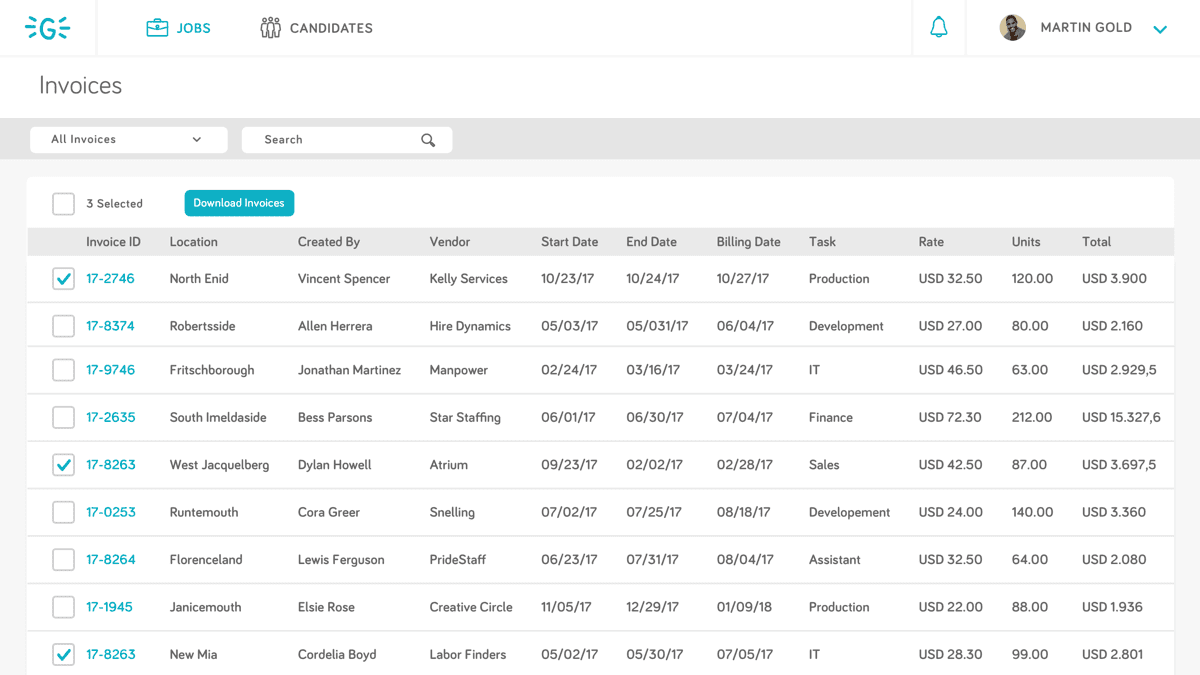 G JOBS CANDIDATES MARTIN GOLD
Invoices
All Invoices Search
3 Selected Download Invoices
Invoice ID Location Created By Vendor Start Date End Date Billing Date Task Rate Units Total
17-2746 North Enid Vincent Spencer Kelly Services 10/23/17 10/24/17 10/27/17 Production USD 32.50 120.00 USD 3.900
17-8374 Robertsside Allen Herrera Hire Dynamics 05/03/17 05/031/17 06/04/17 Development USD 27.00 80.00 USD 2.160
17-9746 Fritschborough Jonathan Martinez Manpower 02/24/17 03/16/17 03/24/17 IT USD 46.50 63.00 USD 2.929,5
17-2635 South Imeldaside Bess Parsons Star Staffing 06/01/17 06/30/17 07/04/17 Finance USD 72.30 212.00 USD 15.327,6
17-8263 West Jacquelberg Dylan Howell Atrium 09/23/17 02/02/17 02/28/17 Sales USD 42.50 87.00 USD 3.697,5
17-0253 Runtemouth Cora Greer Snelling 07/02/17 07/25/17 08/18/17 Developement USD 24.00 140.00 USD 3.360
17-8264 Florenceland Lewis Ferguson PrideStaff 06/23/17 07/31/17 08/04/17 Assistant USD 32.50 64.00 USD 2.080
17-1945 Janicemouth Elsie Rose Creative Circle 11/05/17 12/29/17 01/09/18 Production USD 22.00 88.00 USD 1.936
17-8263 New Mia Cordelia Boyd Labor Finders 05/02/17 05/30/17 07/05/17 IT USD 28.30 99.00 USD 2.801